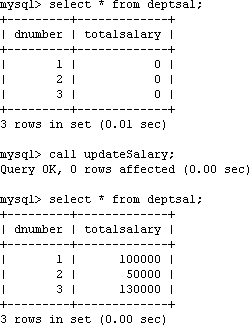 mysql> select * from deptsal;
+---------+-------------+
| dnumber | totalsalary |
+---------+-------------+
|       1 |           0 |
|       2 |           0 |
|       3 |           0 |
+---------+-------------+
3 rows in set (0.01 sec)
mysql> call updateSalary;
Query OK, 0 rows affected (0.00 sec)
mysql> select * from deptsal;
+---------+-------------+
| dnumber | totalsalary |
+---------+-------------+
|       1 |      100000 |
|       2 |       50000 |
|       3 |      130000 |
+---------+-------------+
3 rows in set (0.00 sec)